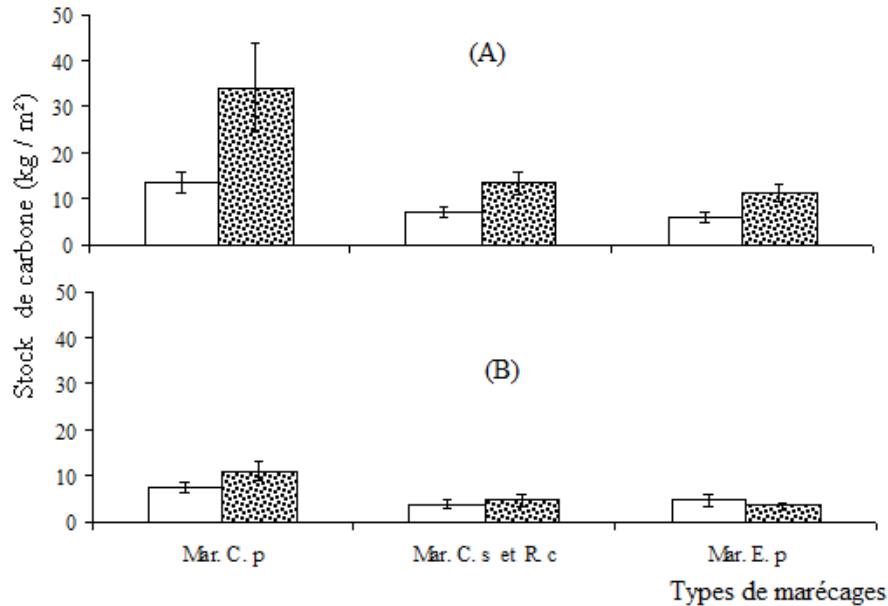 Stock de carbone (kg / m²)
50
40
30
20
10
0
(A)
50
40
30
20
10
0
(B)
Mar. C. p
Mar. C. s et R. c
Mar. E. p
Types de marécages